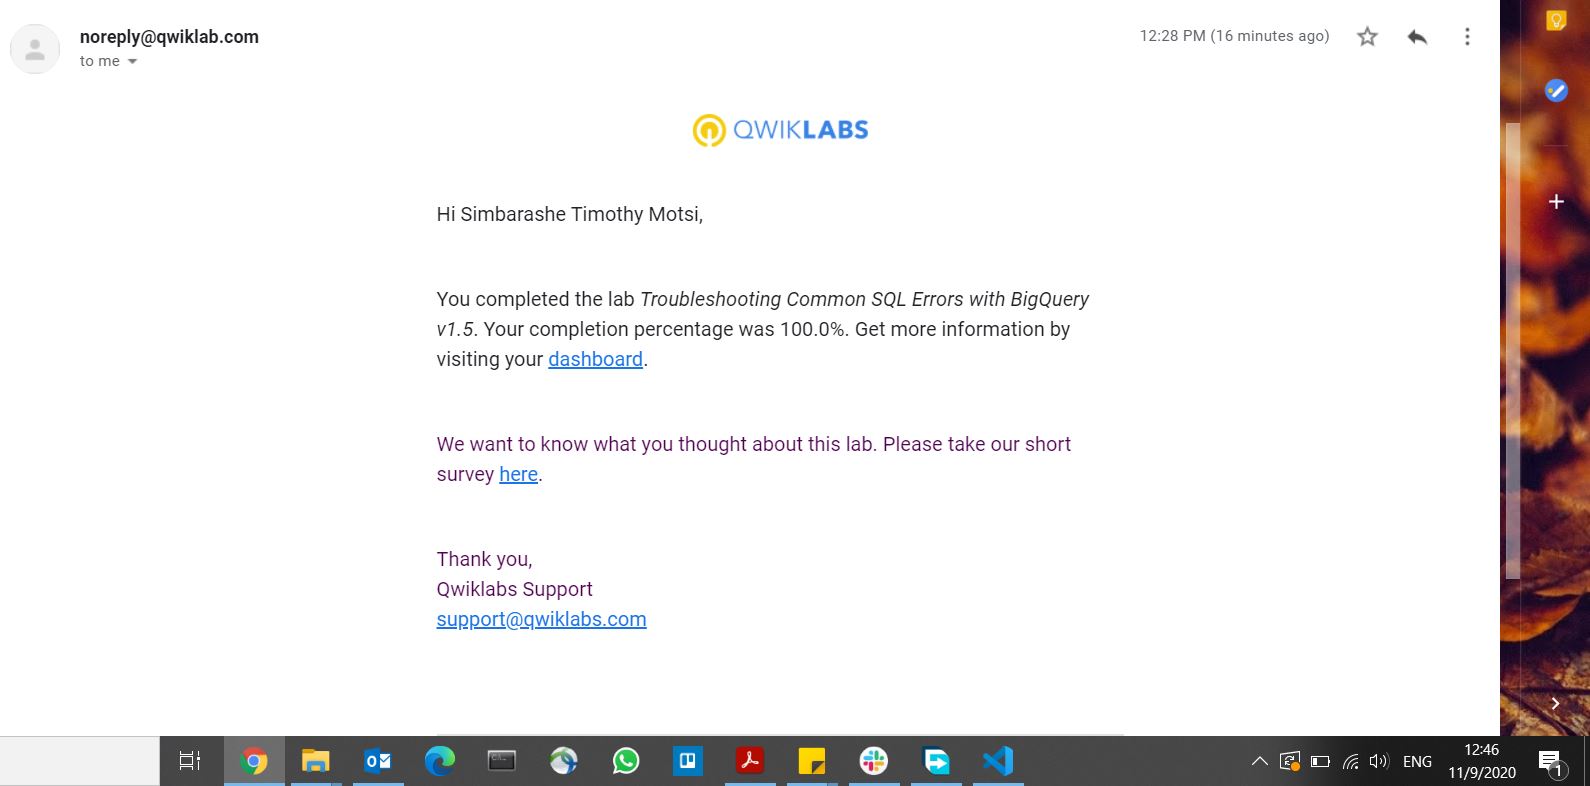 noreply@qwiklab.com
12:28 PM (16 minutes ago)
to me
QWIKLABS
Hi Simbarashe Timothy Motsi,
You completed the lab Troubleshooting Common SQL Errors with BigQuery
v1.5. Your completion percentage was 100.0%. Get more information by
visiting your dashboard.
We want to know what you thought about this lab. Please take our short
survey here.
Thank you,
Qwiklabs Support
support@qwiklabs.com
ENG
12:46
11/9/2020
1